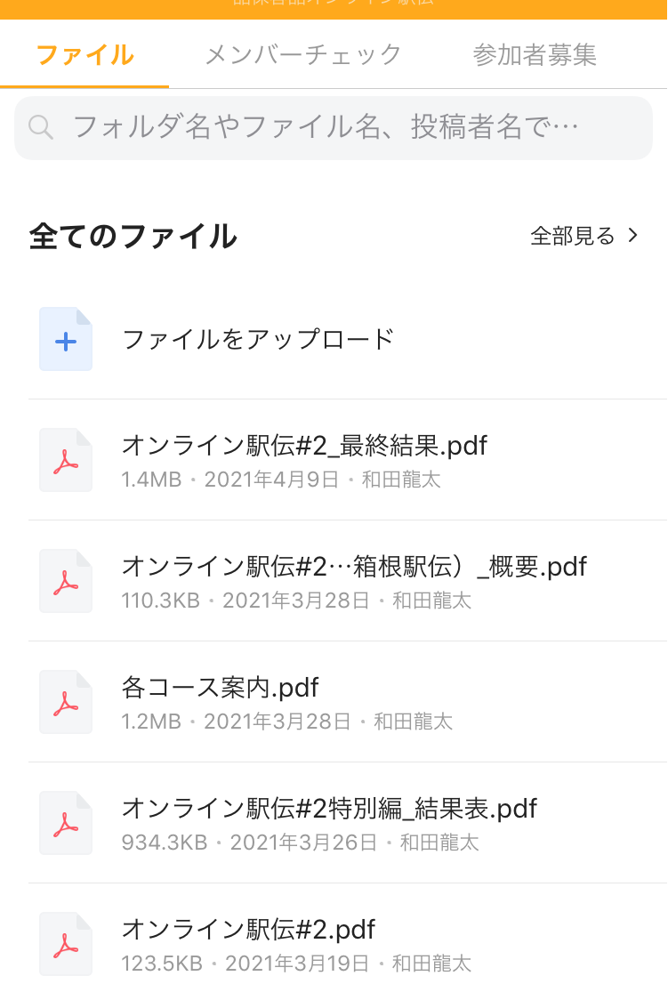 ファイル メンバーチェック 参加者募集
フォルダ名やファイル名、投稿者名で…
全てのファイル 全部見る
ファイルをアップロード
オンライン駅伝#2_最終結果.pdf
1.4MB・2021年4月9日・和田龍太
オンライン駅伝#2…箱根駅伝）_概要.pdf
110.3KB・2021年3月28日・和田龍太
各コース案内.pdf
1.2MB・2021年3月28日・和田龍太
オンライン駅伝#2特別編_結果表.pdf
934.3KB・2021年3月26日・和田龍太
オンライン駅伝#2.pdf
123.5KB・2021年3月19日・和田龍太